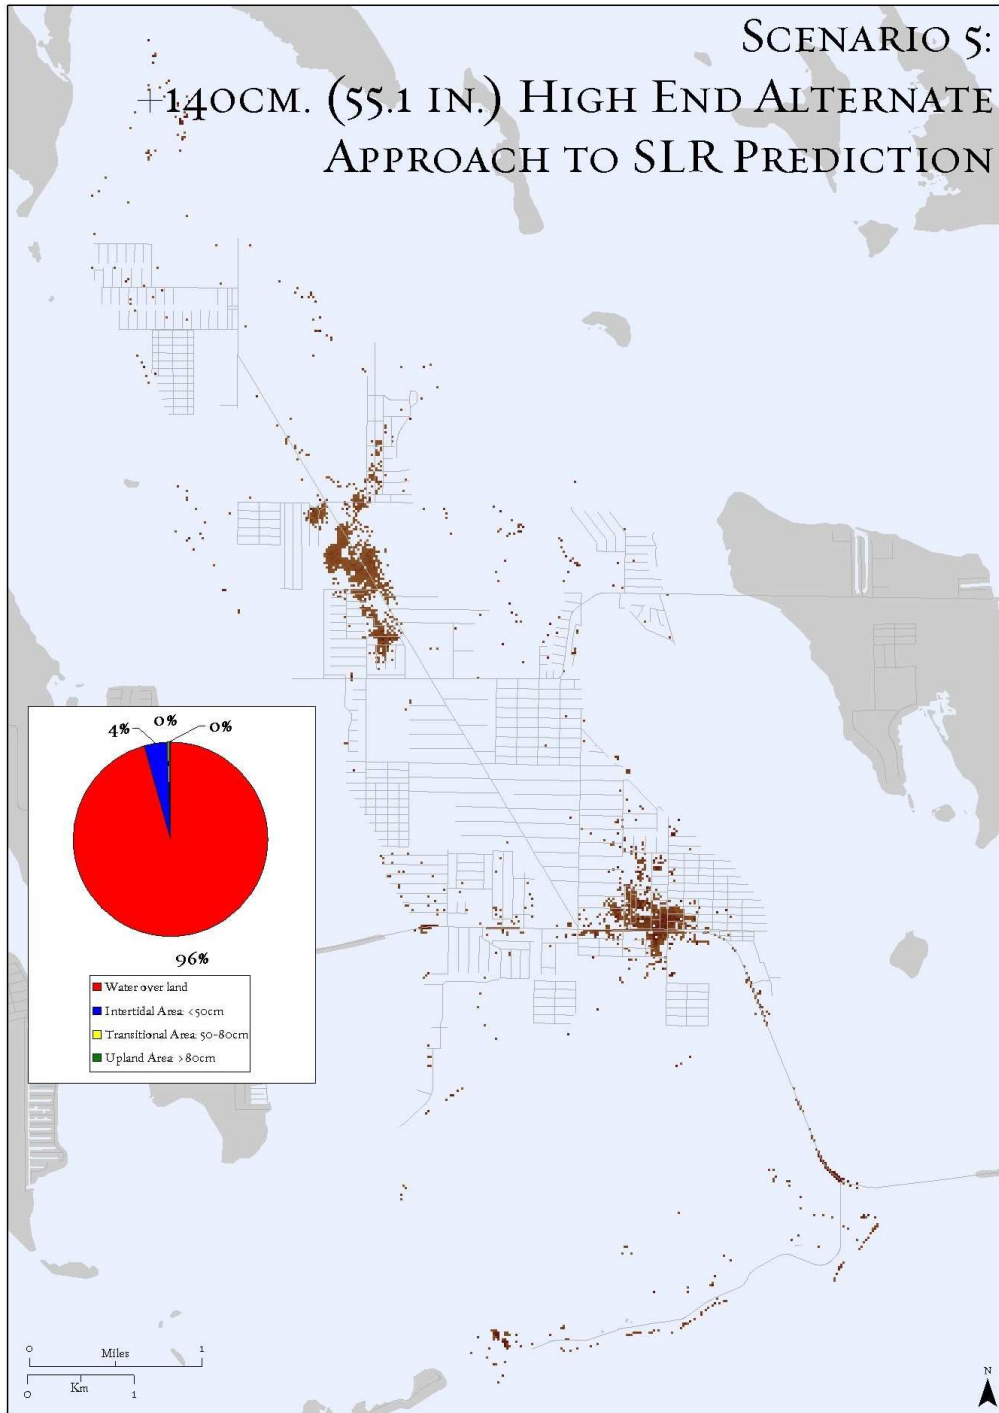 SCENARIO 5:
+140CM. (55.1 IN.) HIGH END ALTERNATE
APPROACH TO SLR PREDICTION
4%
0%
0%
96%
Water over land
Intertidal Area: <50cm
Transitional Area: 50-80cm
Upland Area: >80cm
0 Miles 1
Km
0 1
N